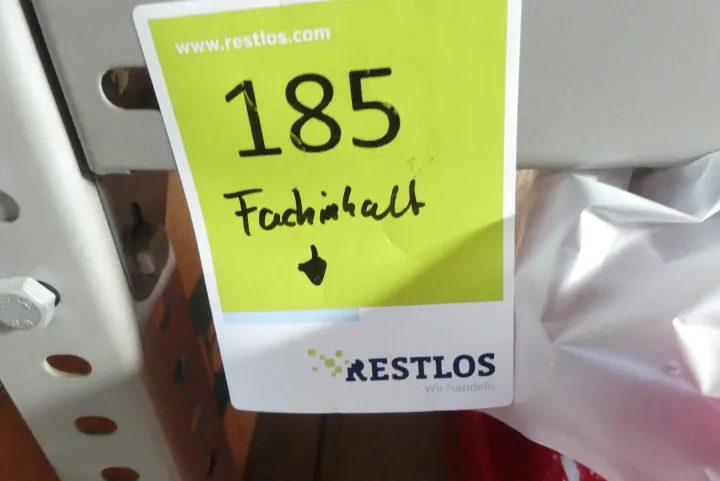 www.restlos.com
185
Fachinhalt
RESTLOS
Wir handeln.